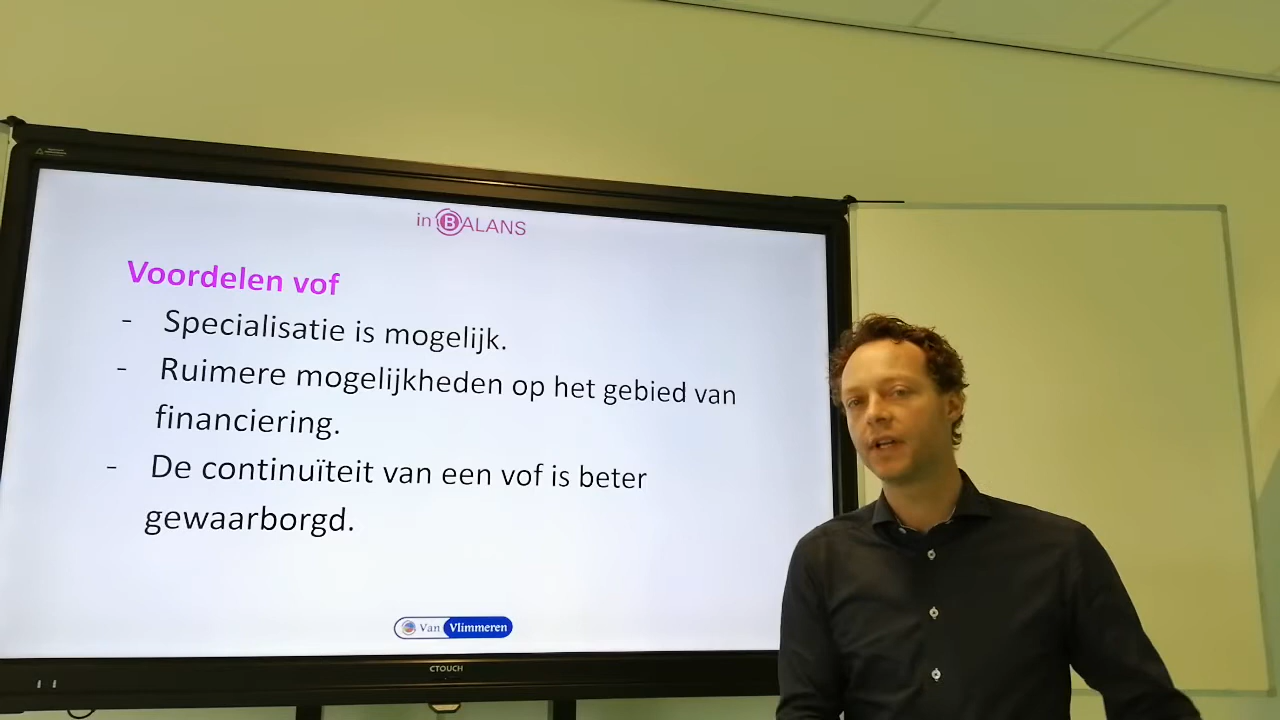 in BALANS
Voordelen vof
- Specialisatie is mogelijk.
- Ruimere mogelijkheden op het gebied van
financiering.
- De continuïteit van een vof is beter
gewaarborgd.
Van Vlimmeren
CTOUCH